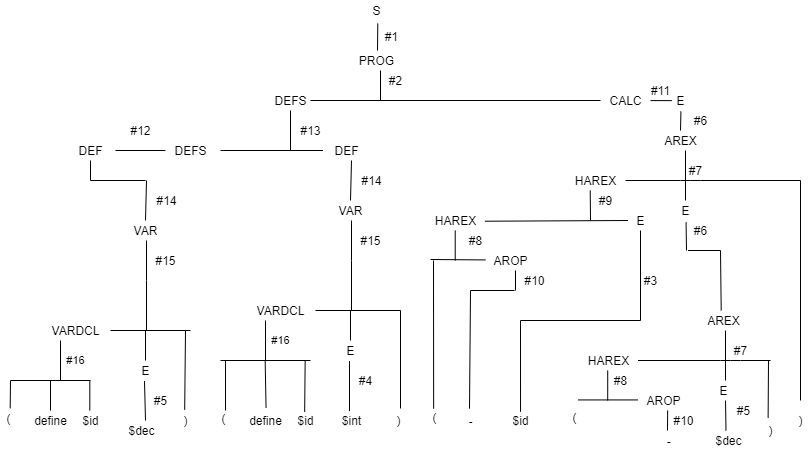 S
#1
PROG
#2
DEFS CALC #11 E
#12 #13 #6
DEF DEFS DEF AREX
#14 #14 HAREX #7
VAR #9
VAR HAREX E E
#15 #15 #8 #6
AROP
#10 #3
VARDCL VARDCL AREX
#16 #16 E HAREX #7
E #4 #8 E
#5 AROP #5
( define $id ) ( define $id $int ) ( - $id ( #10 ) )
$dec - $dec